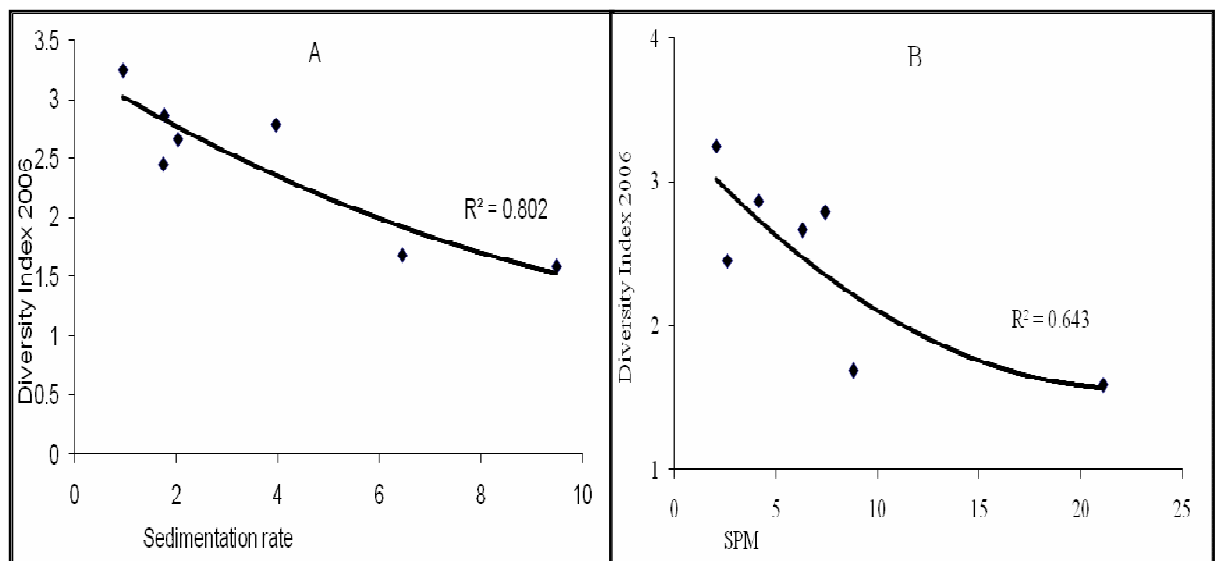 A
3.5
3
2.5
2
1.5
1
0.5
0
Diversity Index 2006
R² = 0.802
0 2 4 6 8 10
Sedimentation rate
B
4
3
2
1
Diversity Index 2006
R² = 0.643
0 5 10 15 20 25
SPM